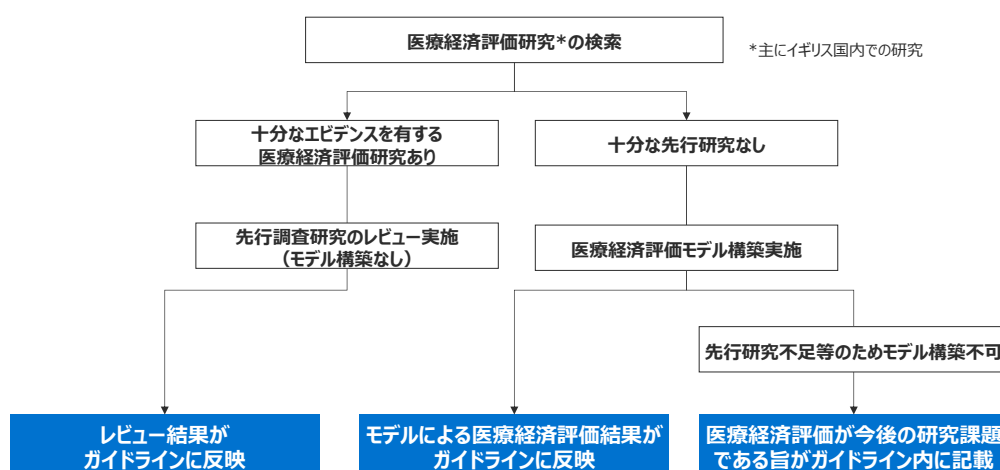 医療経済評価研究*の検索
*主にイギリス国内での研究
十分なエビデンスを有する
医療経済評価研究あり
十分な先行研究なし
先行調査研究のレビュー実施
（モデル構築なし）
医療経済評価モデル構築実施
先行研究不足等のためモデル構築不可
レビュー結果が
ガイドラインに反映
モデルによる医療経済評価結果が
ガイドラインに反映
医療経済評価が今後の研究課題
である旨がガイドライン内に記載